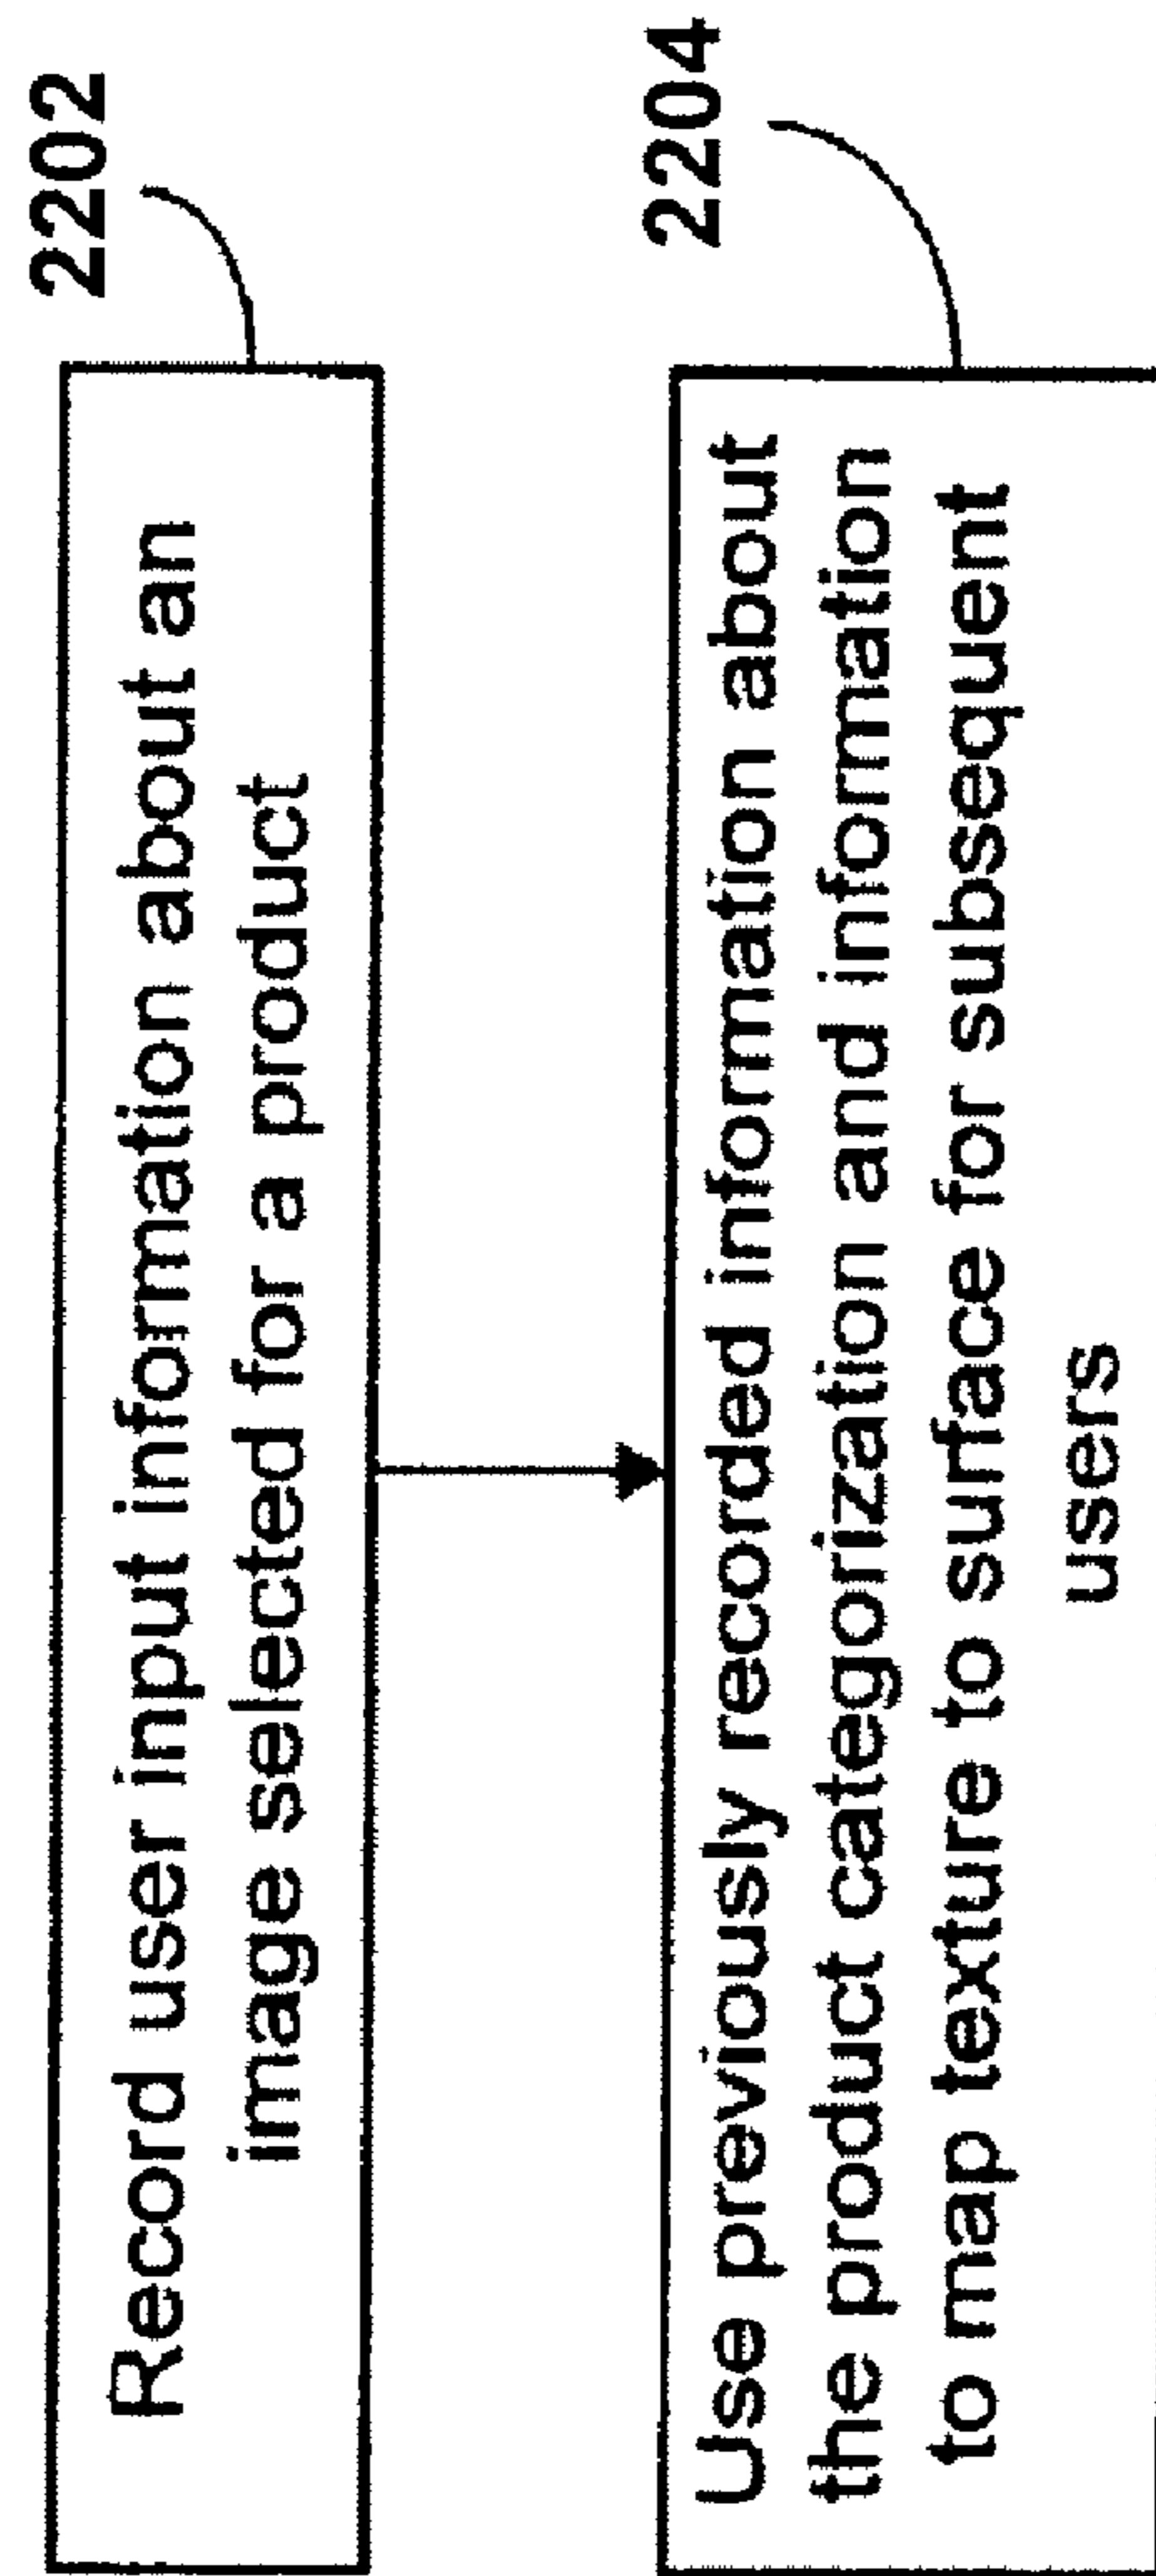 2202
Record user input information about an
image selected for a product
2204
Use previously recorded information about
the product categorization and information
to map texture to surface for subsequent
users